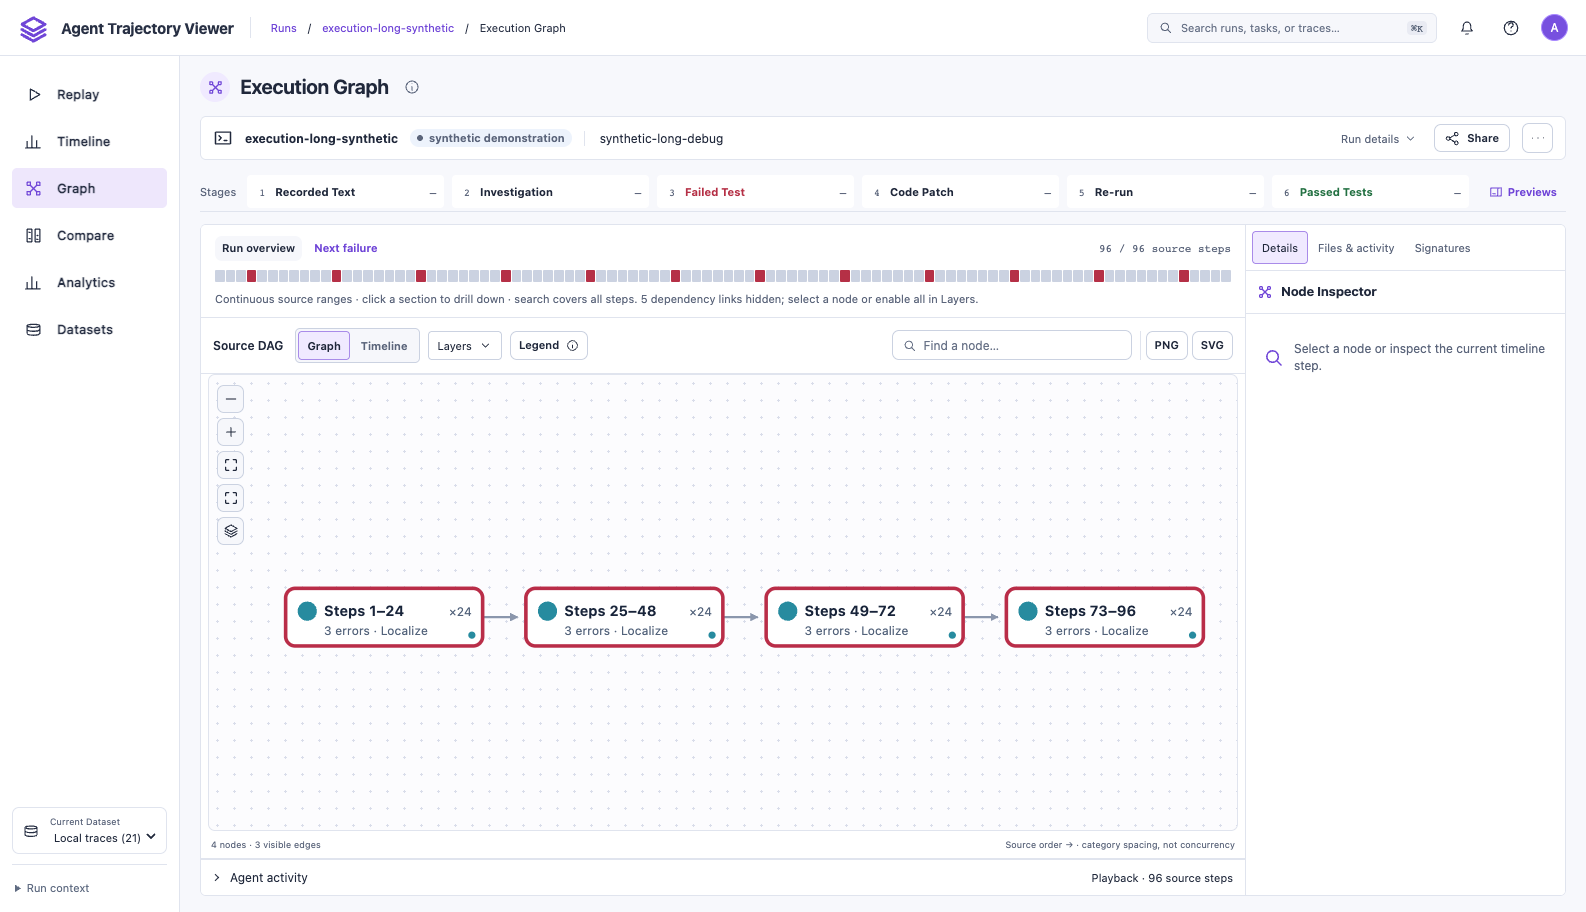 Agent Trajectory Viewer
Runs / execution-long-synthetic / Execution Graph
Search runs, tasks, or traces...
⌘K
A
Replay
Timeline
Graph
Compare
Analytics
Datasets
Current Dataset
Local traces (21)
Run context
Execution Graph
execution-long-synthetic
synthetic demonstration
synthetic-long-debug
Run details
Share
...
Stages
1 Recorded Text –
2 Investigation –
3 Failed Test –
4 Code Patch –
5 Re-run –
6 Passed Tests –
Previews
Run overview
Next failure
96 / 96 source steps
Continuous source ranges · click a section to drill down · search covers all steps. 5 dependency links hidden; select a node or enable all in Layers.
Source DAG
Graph
Timeline
Layers
Legend
Find a node...
PNG
SVG
Steps 1–24 ×24
3 errors · Localize
Steps 25–48 ×24
3 errors · Localize
Steps 49–72 ×24
3 errors · Localize
Steps 73–96 ×24
3 errors · Localize
4 nodes · 3 visible edges
Source order → · category spacing, not concurrency
Agent activity
Playback · 96 source steps
Details
Files & activity
Signatures
Node Inspector
Select a node or inspect the current timeline
step.